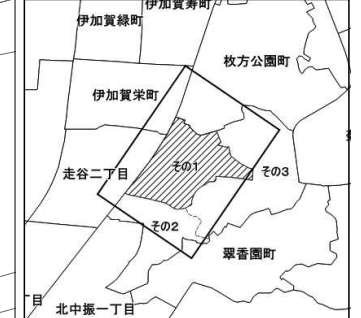 伊加賀寿町
伊加賀緑町
枚方公園町
伊加賀栄町
その1
走谷二丁目
その3
その2
翠香園町
目
北中振一丁目